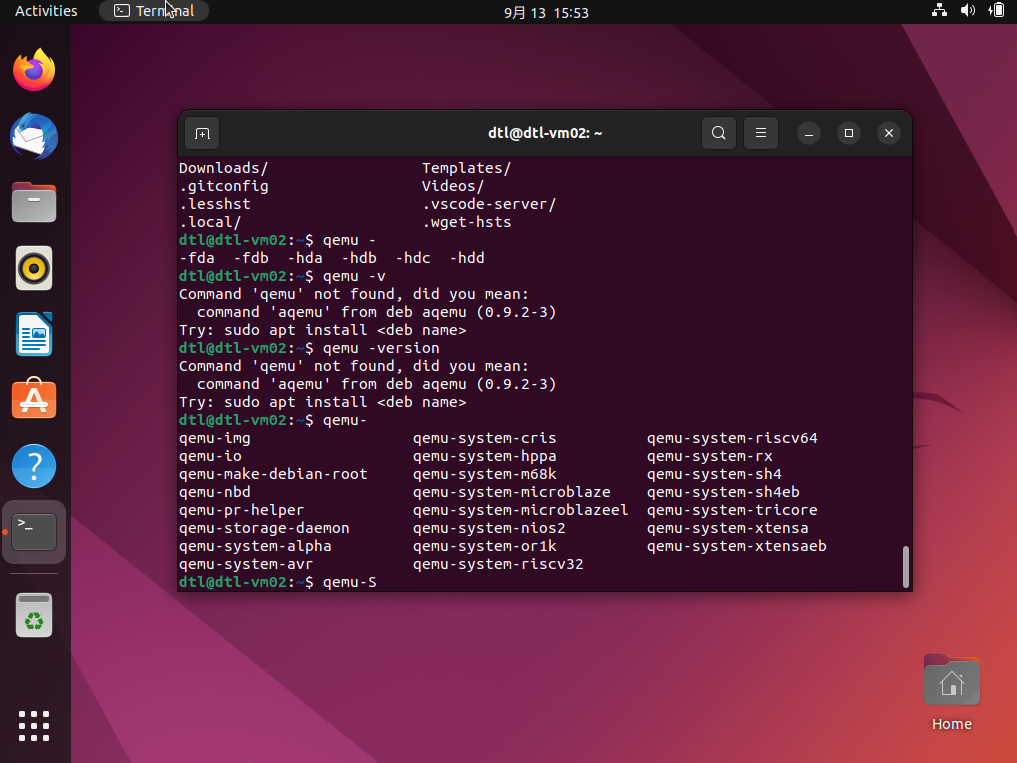 Activities Terminal 9月 13 15:53
dtl@dtl-vm02: ~
Downloads/ Templates/
.gitconfig Videos/
.lesshst .vscode-server/
.local/ .wget-hsts
dtl@dtl-vm02:~$ qemu -
-fda -fdb -hda -hdb -hdc -hdd
dtl@dtl-vm02:~$ qemu -v
Command 'qemu' not found, did you mean:
command 'aqemu' from deb aqemu (0.9.2-3)
Try: sudo apt install <deb name>
dtl@dtl-vm02:~$ qemu -version
Command 'qemu' not found, did you mean:
command 'aqemu' from deb aqemu (0.9.2-3)
Try: sudo apt install <deb name>
dtl@dtl-vm02:~$ qemu-
qemu-img qemu-system-cris qemu-system-riscv64
qemu-io qemu-system-hppa qemu-system-rx
qemu-make-debian-root qemu-system-m68k qemu-system-sh4
qemu-nbd qemu-system-microblaze qemu-system-sh4eb
qemu-pr-helper qemu-system-microblazeel qemu-system-tricore
qemu-storage-daemon qemu-system-nios2 qemu-system-xtensa
qemu-system-alpha qemu-system-or1k qemu-system-xtensaeb
qemu-system-avr qemu-system-riscv32
dtl@dtl-vm02:~$ qemu-S
Home